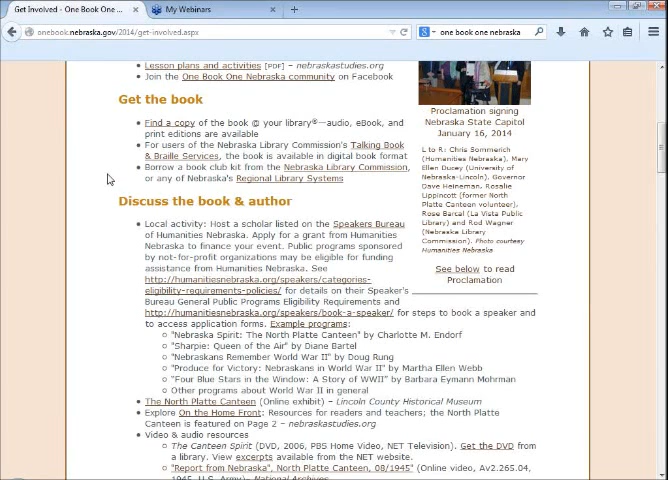 Get Involved - One Book One ... ×
My Webinars ×
+
onebook.nebraska.gov/2014/get-involved.aspx
one book one nebraska
Lesson plans and activities [PDF] – nebraskastudies.org
Join the One Book One Nebraska community on Facebook
Get the book
Find a copy of the book @ your library®—audio, eBook, and
print editions are available
For users of the Nebraska Library Commission's Talking Book
& Braille Services, the book is available in digital book format
Borrow a book club kit from the Nebraska Library Commission,
or any of Nebraska's Regional Library Systems
Proclamation signing
Nebraska State Capitol
January 16, 2014
L to R: Chris Sommerich
(Humanities Nebraska), Mary
Ellen Ducey (University of
Nebraska-Lincoln), Governor
Dave Heineman, Rosalie
Lippincott (former North
Platte Canteen volunteer),
Rose Barcal (La Vista Public
Library) and Rod Wagner
(Nebraska Library
Commission). Photo courtesy
Humanities Nebraska
See below to read
Proclamation
Discuss the book & author
Local activity: Host a scholar listed on the Speakers Bureau
of Humanities Nebraska. Apply for a grant from Humanities
Nebraska to finance your event. Public programs sponsored
by not-for-profit organizations may be eligible for funding
assistance from Humanities Nebraska. See
http://humanitiesnebraska.org/speakers/categories-
eligibility-requirements-policies/ for details on their Speaker's
Bureau General Public Programs Eligibility Requirements and
http://humanitiesnebraska.org/speakers/book-a-speaker/ for steps to book a speaker and
to access application forms. Example programs:
"Nebraska Spirit: The North Platte Canteen" by Charlotte M. Endorf
"Sharpie: Queen of the Air" by Diane Bartel
"Nebraskans Remember World War II" by Doug Rung
"Produce for Victory: Nebraskans in World War II" by Martha Ellen Webb
"Four Blue Stars in the Window: A Story of WWII" by Barbara Eymann Mohrman
Other programs about World War II in general
The North Platte Canteen (Online exhibit) – Lincoln County Historical Museum
Explore On the Home Front: Resources for readers and teachers; the North Platte
Canteen is featured on Page 2 – nebraskastudies.org
Video & audio resources
The Canteen Spirit (DVD, 2006, PBS Home Video, NET Television). Get the DVD from
a library. View excerpts available from the NET website.
"Report from Nebraska", North Platte Canteen, 08/1945" (Online video, Av2.265.04,
1945, U.S. Army)– National Archives